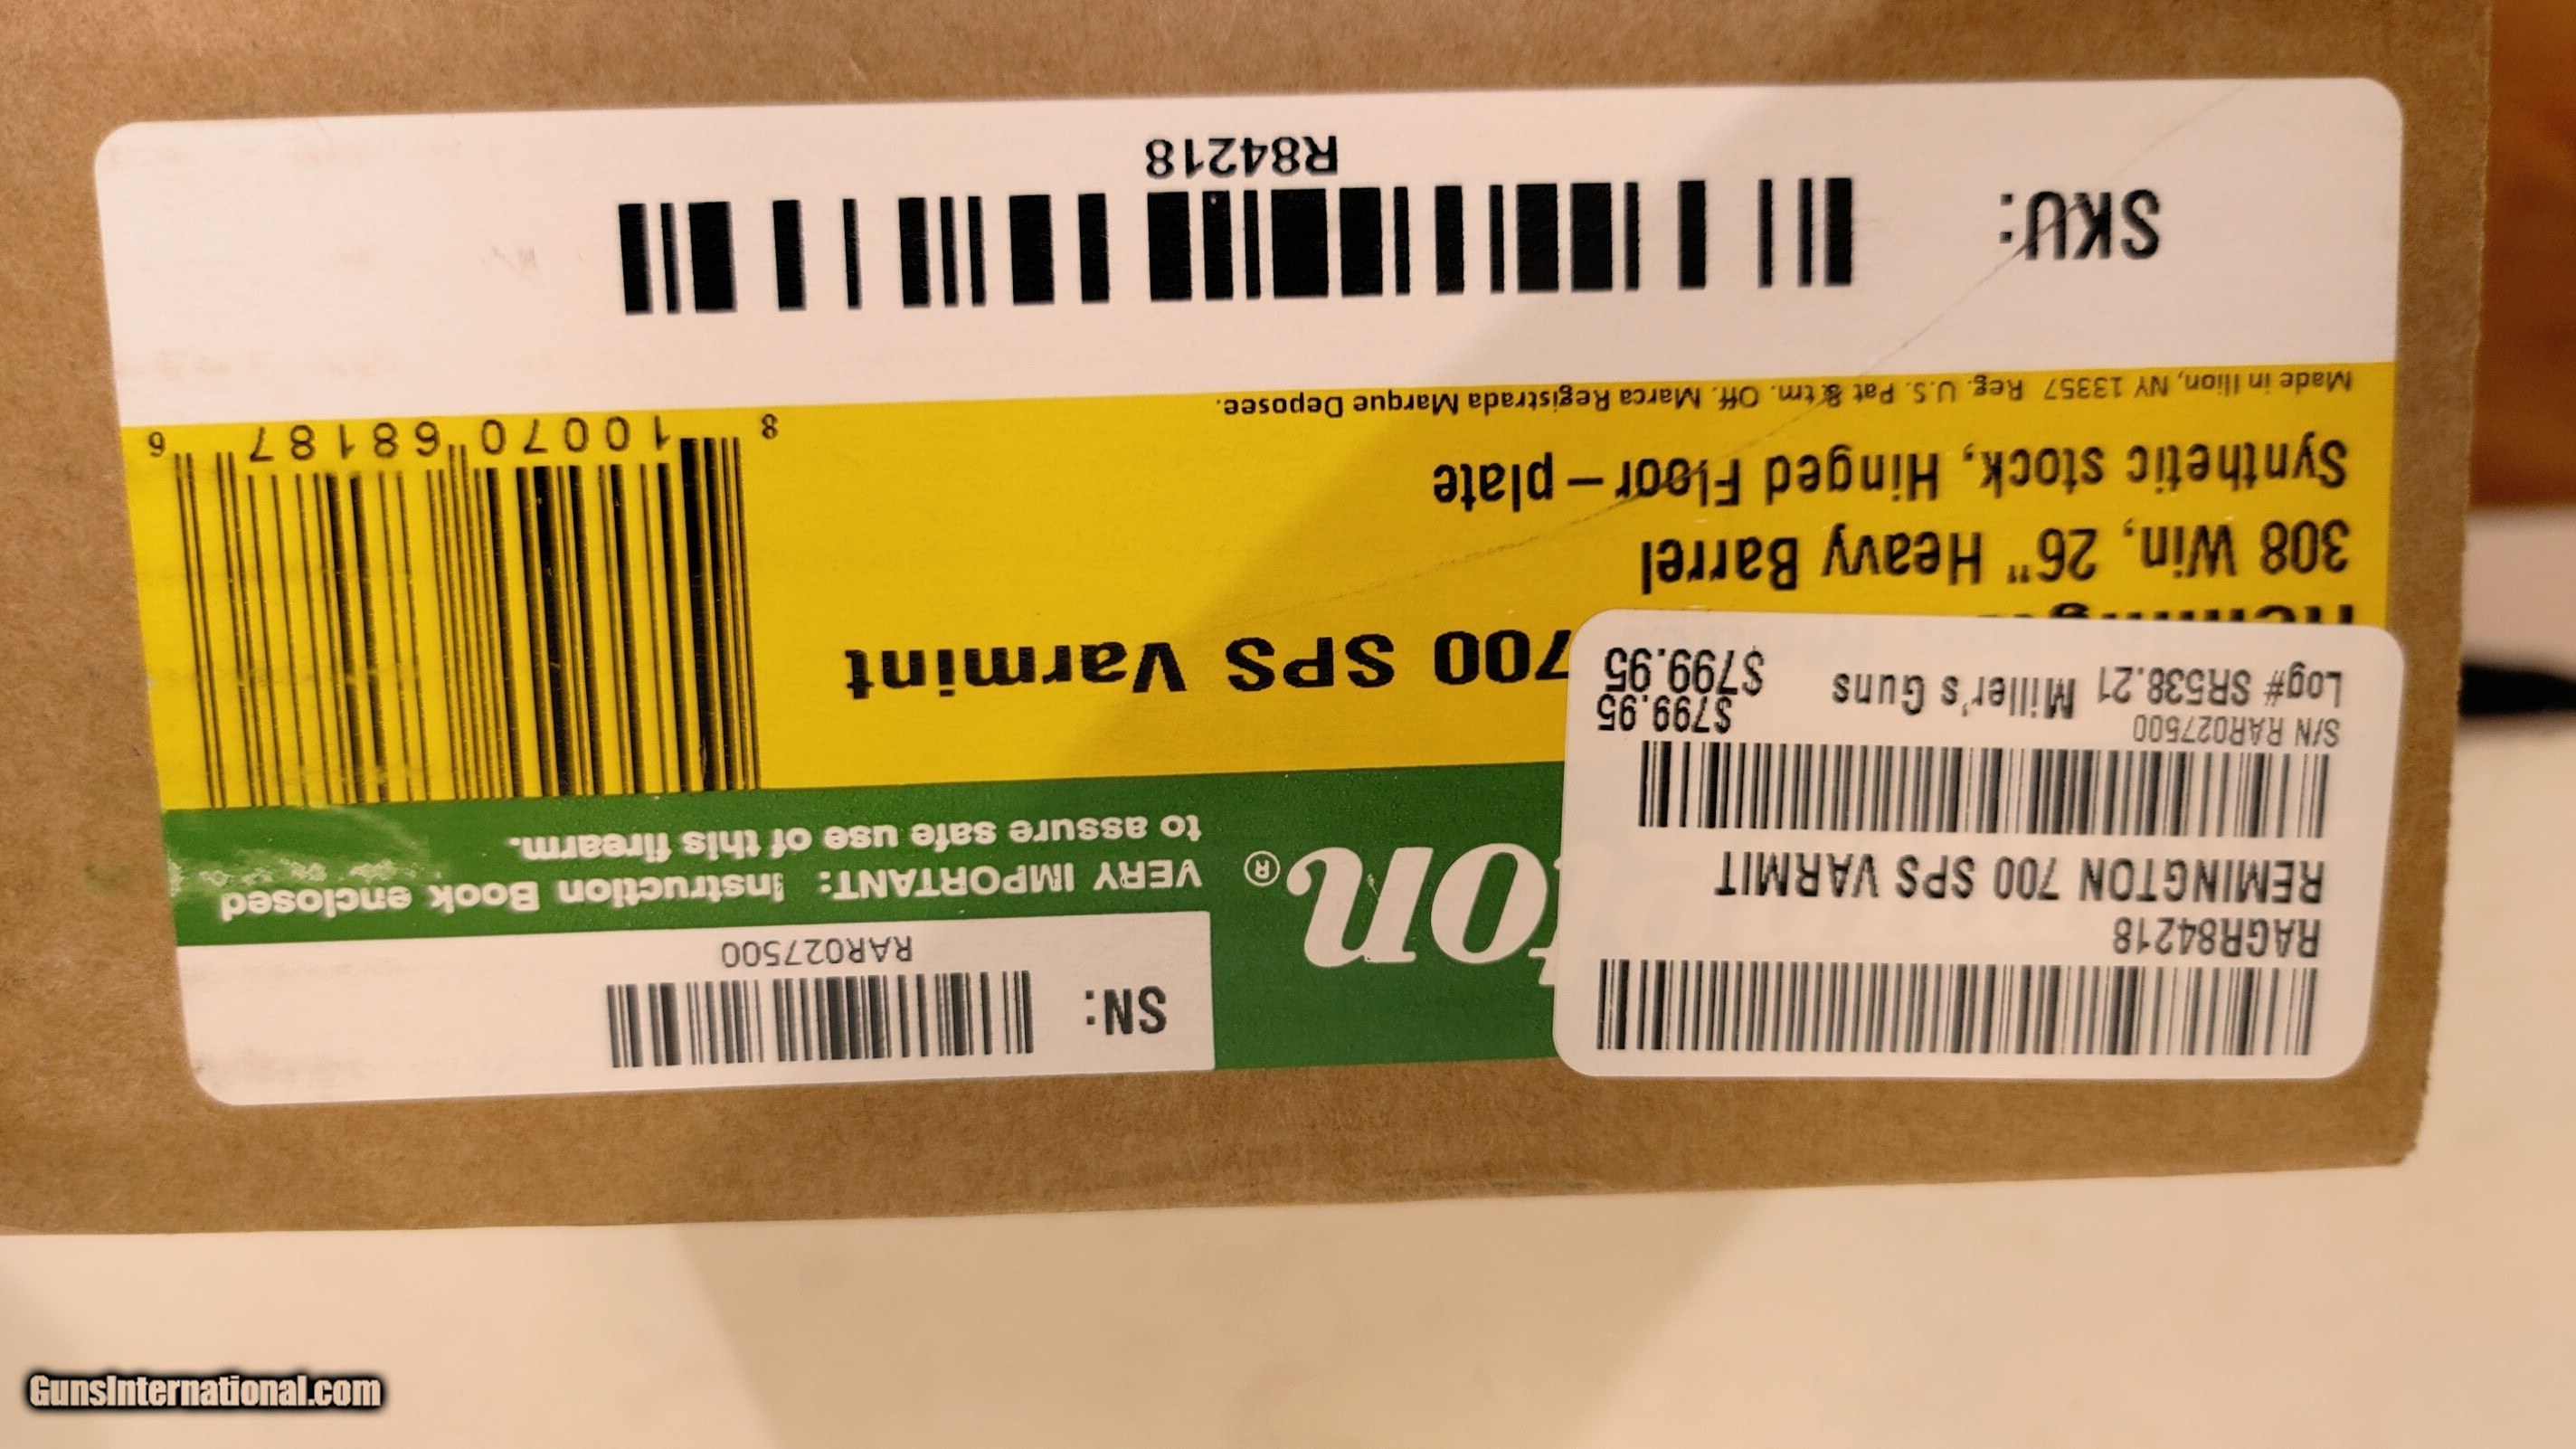 SN:
RAR027500
VERY IMPORTANT: Instruction Book enclosed
to assure safe use of this firearm.
on®
RAGR84218
REMINGTON 700 SPS VARMIT
S/N RAR027500
$799.95
Log# SR538.21 Miller's Guns
$799.95
700 SPS Varmint
308 Win, 26" Heavy Barrel
Synthetic stock, Hinged Floor-plate
Made in Ilion, NY 13357 Reg. U.S. Pat & tm. Off. Marca Registrada Marque Deposee.
8 10070 68187 6
SKU:
R84218
GunsInternational.com